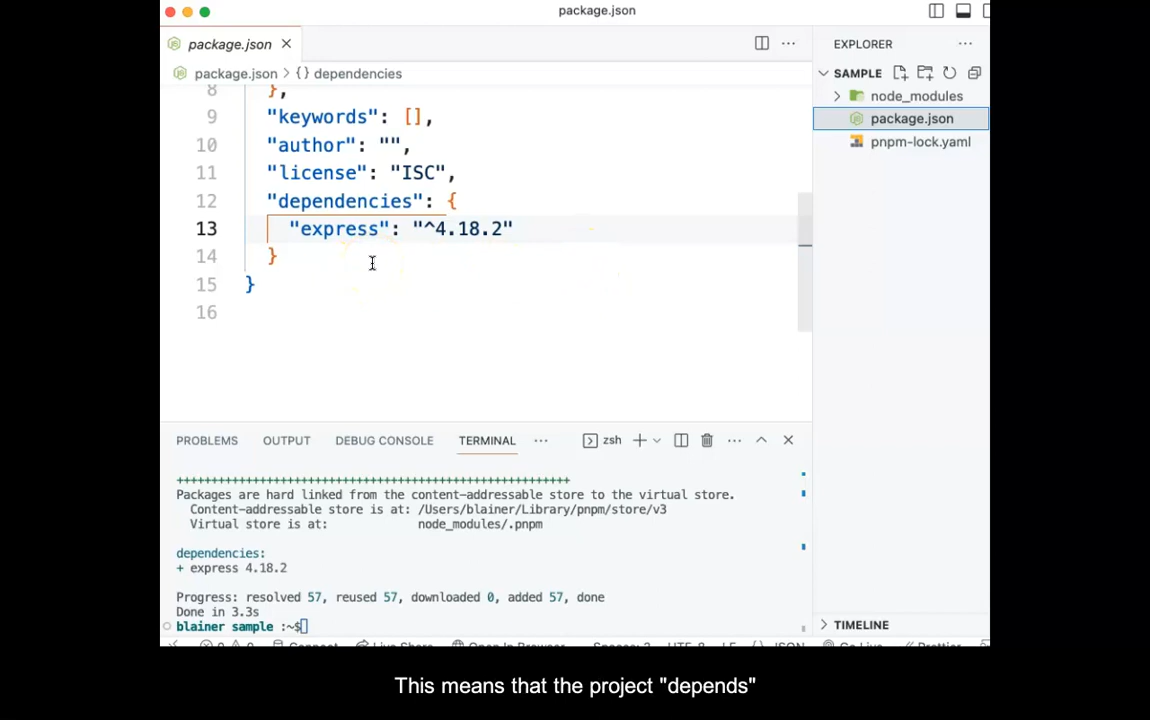 package.json
package.json
package.json > {} dependencies
EXPLORER
SAMPLE
node_modules
package.json
pnpm-lock.yaml
8 },
9 "keywords": [],
10 "author": "",
11 "license": "ISC",
12 "dependencies": {
13 "express": "^4.18.2"
14 }
15 }
16
PROBLEMS OUTPUT DEBUG CONSOLE TERMINAL zsh
++++++++++++++++++++++++++++++++++++++++++++++++++++++++++
Packages are hard linked from the content-addressable store to the virtual store.
Content-addressable store is at: /Users/blainer/Library/pnpm/store/v3
Virtual store is at: node_modules/.pnpm
dependencies:
+ express 4.18.2
Progress: resolved 57, reused 57, downloaded 0, added 57, done
Done in 3.3s
blainer sample :~$
TIMELINE
This means that the project "depends"